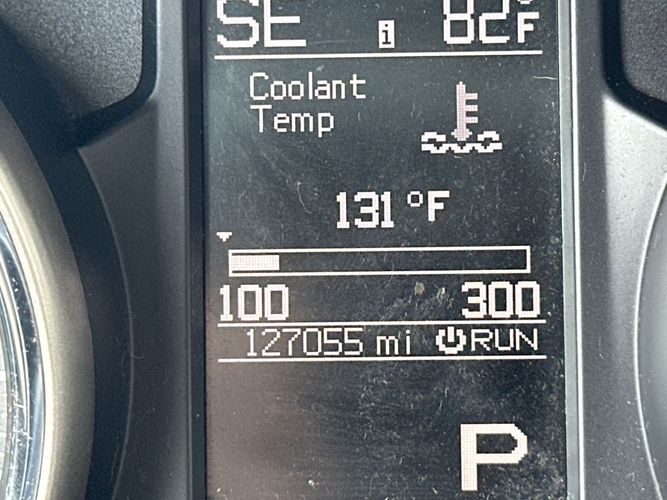 SE i 82°F
Coolant
Temp
131 °F
100 300
127055 mi RUN
P